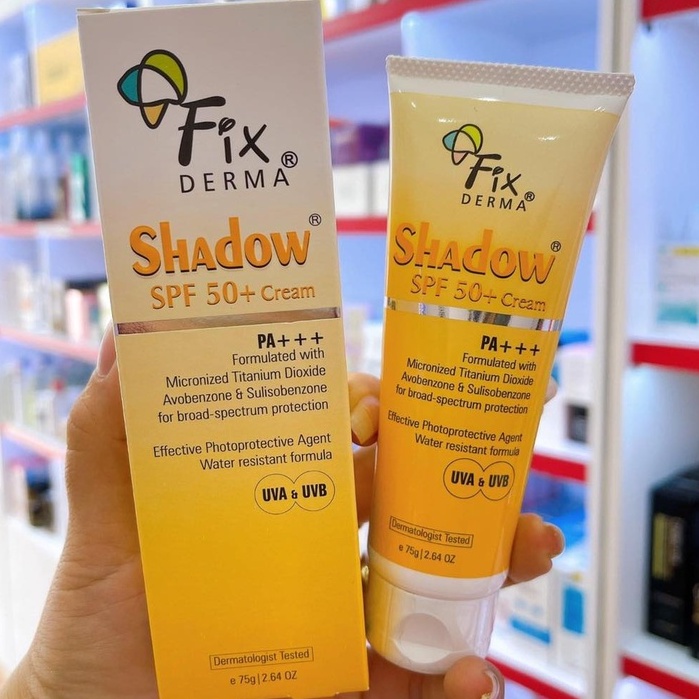 Fix ®
DERMA
Shadow ®
SPF 50+ Cream
PA+++
Formulated with
Micronized Titanium Dioxide
Avobenzone & Sulisobenzone
for broad-spectrum protection
Effective Photoprotective Agent
Water resistant formula
UVA & UVB
Dermatologist Tested
e 75g | 2.64 OZ
Fix
DERMA ®
Shadow ®
SPF 50+ Cream
PA+++
Formulated with
Micronized Titanium Dioxide
Avobenzone & Sulisobenzone
for broad-spectrum protection
Effective Photoprotective Agent
Water resistant formula
UVA & UVB
Dermatologist Tested
e 75g | 2.64 OZ